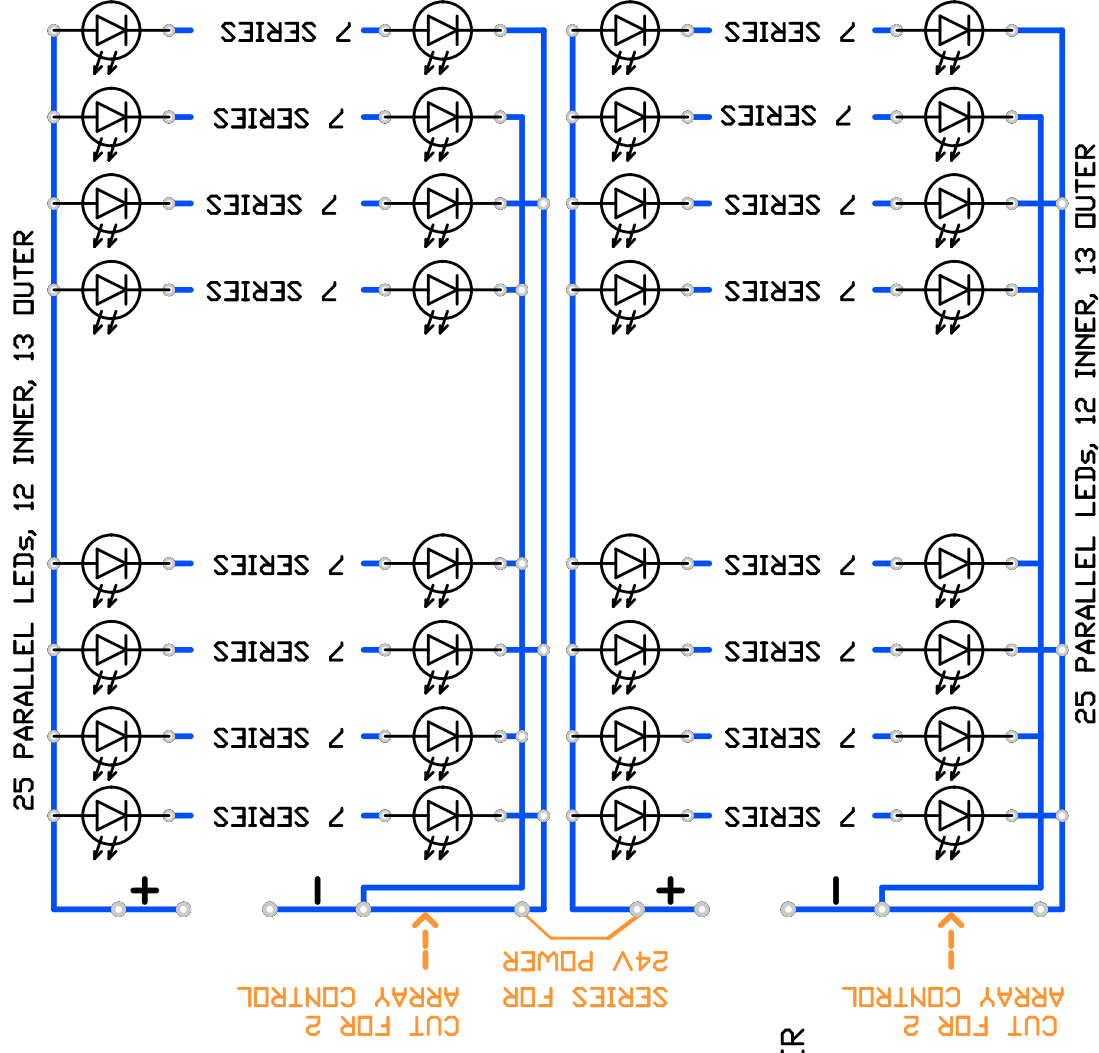 7 SERIES
7 SERIES
7 SERIES
7 SERIES
7 SERIES
7 SERIES
7 SERIES
7 SERIES
25 PARALLEL LEDs, 12 INNER, 13 OUTER
25 PARALLEL LEDs, 12 INNER, 13 OUTER
7 SERIES
7 SERIES
7 SERIES
7 SERIES
7 SERIES
7 SERIES
7 SERIES
7 SERIES
+
−
+
−
CUT FOR 2
ARRAY CONTROL
SERIES FOR
24V POWER
CUT FOR 2
ARRAY CONTROL